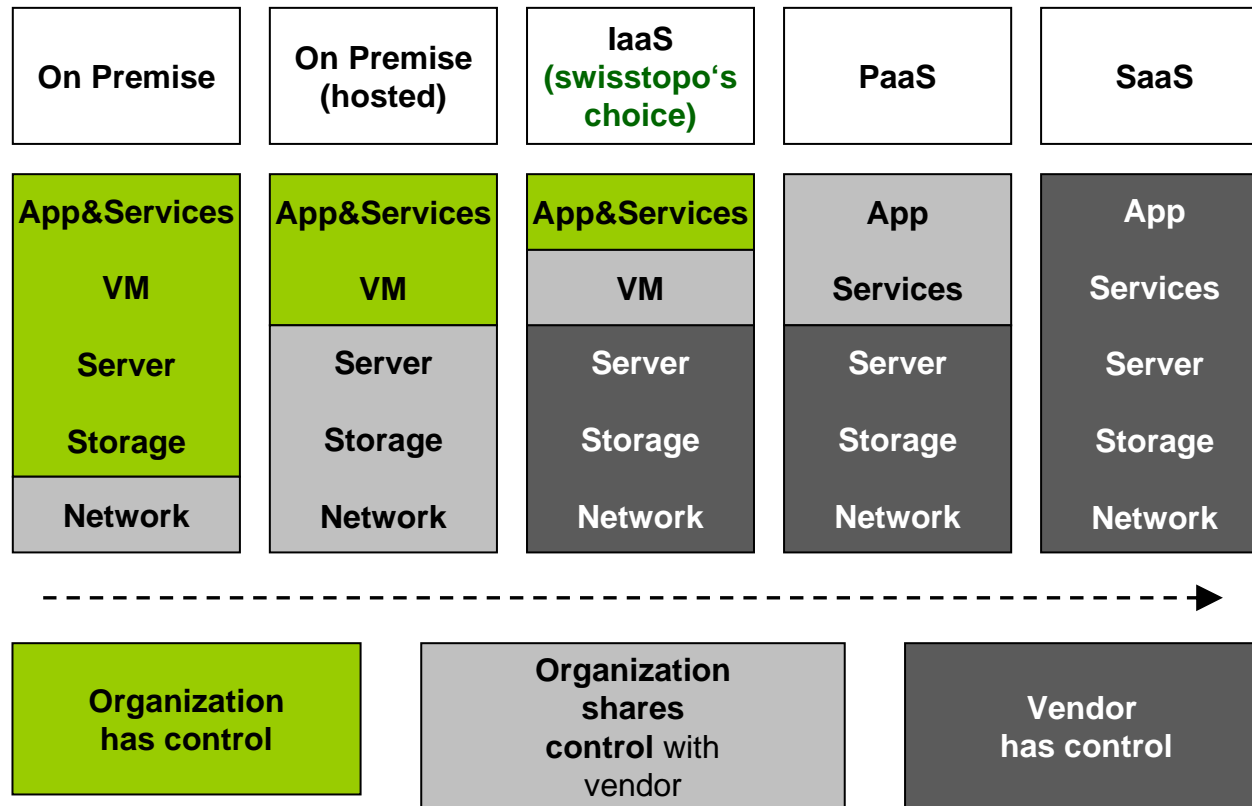 On Premise
On Premise
(hosted)
IaaS
(swisstopo‘s
choice)
PaaS
SaaS
App&Services
VM
Server
Storage
Network
App&Services
VM
Server
Storage
Network
App&Services
VM
Server
Storage
Network
App
Services
Server
Storage
Network
App
Services
Server
Storage
Network
Organization
has control
Organization
shares
control with
vendor
Vendor
has control